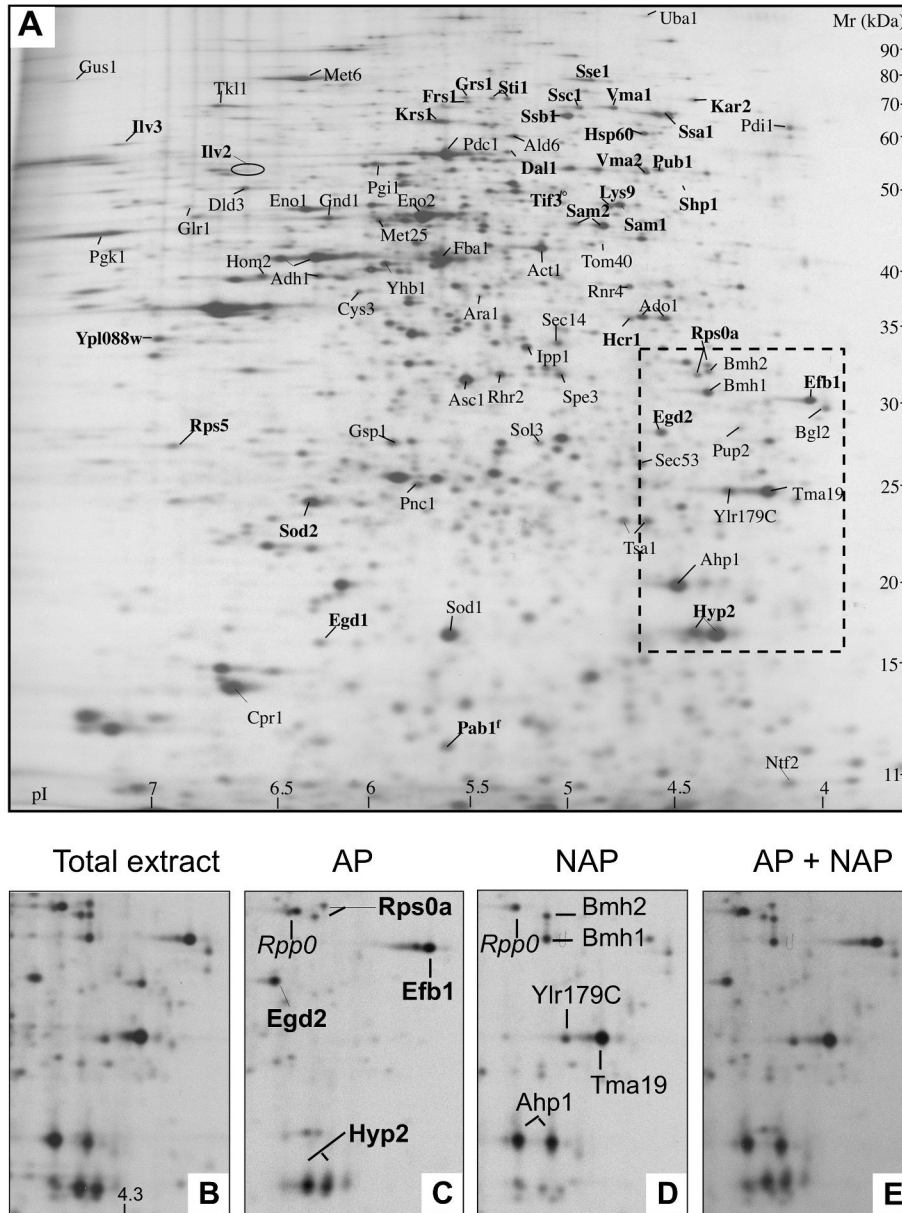 A
Uba1
Mr (kDa)
90
Gus1
Met6
Sse1
80
Tkl1
Frs1
Grs1
Sti1
Ssc1
Vma1
Kar2
70
Krs1
Ssb1
Ssa1
Pdi1
Ilv3
Hsp60
60
Ilv2
Pdc1
Ald6
Dal1
Vma2
Pub1
Pgi1
Dld3
Eno1
Gnd1
Eno2
Tif3
Lys9
Shp1
50
Glr1
Met25
Sam2
Sam1
Pgk1
Hom2
Adh1
Fba1
Act1
Tom40
40
Yhb1
Cys3
Ara1
Rnr4
Ado1
Sec14
35
Ypl088w
Ipp1
Hcr1
Rps0a
Bmh2
Asc1
Rhr2
Spe3
Bmh1
Efb1
30
Rps5
Gsp1
Sol3
Egd2
Pup2
Bgl2
Sec53
25
Pnc1
Ylr179C
Tma19
Sod2
Tsa1
Ahp1
20
Egd1
Sod1
Hyp2
15
Cpr1
Pab1f
Ntf2
11
pI 7 6.5 6 5.5 5 4.5 4
Total extract AP NAP AP + NAP
Rps0a
Rpp0
Efb1
Egd2
Hyp2
Bmh2
Rpp0
Bmh1
Ylr179C
Tma19
Ahp1
4.3
B C D E